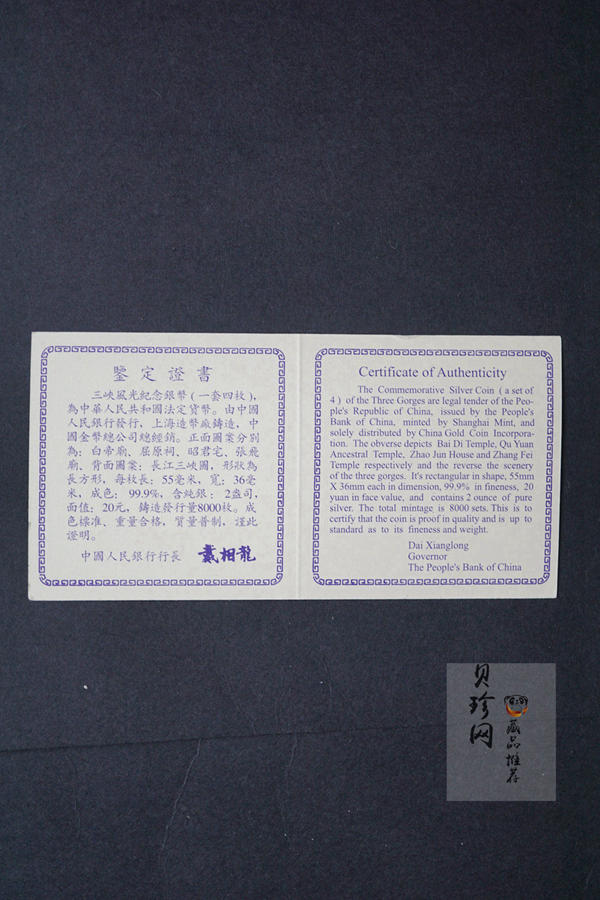 鑒定證書
三峽風光紀念銀幣(一套四枚),
為中華人民共和國法定貨幣。由中國
人民銀行發行,上海造幣廠鑄造,中
國金幣總公司總經銷。正面圖案分別
為:白帝廟、屈原祠、昭君宅、張飛
廟,背面圖案:長江三峽圖,形狀為
長方形,每枚長:55毫米,寬:36毫
米,成色:99.9%,含純銀:2盎司,
面值:20元,鑄造發行量8000枚。成
色標准、重量合格,質量普制,謹此
證明。
中國人民銀行行長 戴相龍
Certificate of Authenticity
The Commemorative Silver Coin (a set of
4) of the Three Gorges are legal tender of the Peo-
ple's Republic of China, issued by the People's
Bank of China, minted by Shanghai Mint, and
solely distributed by China Gold Coin Incorpora-
tion. The obverse depicts Bai Di Temple, Qu Yuan
Ancestral Temple, Zhao Jun House and Zhang Fei
Temple respectively and the reverse the scenery
of the three gorges. It's rectangular in shape, 55mm
X 36mm each in dimension, 99.9% in fineness, 20
yuan in face value, and contains 2 ounce of pure
silver. The total mintage is 8000 sets. This is to
certify that the coin is proof in quality and is up to
standard as to its fineness and weight.
Dai Xianglong
Governor
The People's Bank of China
贝珍网
藏品推荐